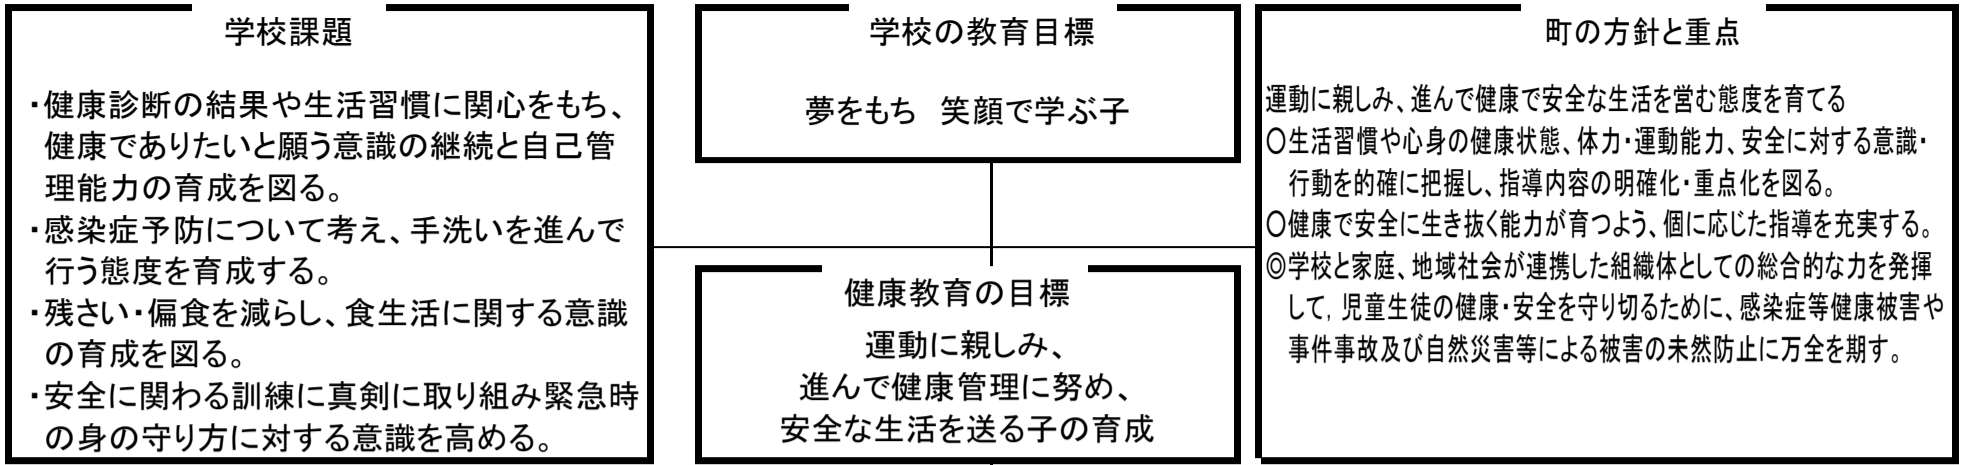 学校課題
・健康診断の結果や生活習慣に関心をもち、
健康でありたいと願う意識の継続と自己管
理能力の育成を図る。
・感染症予防について考え、手洗いを進んで
行う態度を育成する。
・残さい・偏食を減らし、食生活に関する意識
の育成を図る。
・安全に関わる訓練に真剣に取り組み緊急時
の身の守り方に対する意識を高める。
学校の教育目標
夢をもち　笑顔で学ぶ子
健康教育の目標
運動に親しみ、
進んで健康管理に努め、
安全な生活を送る子の育成
町の方針と重点
運動に親しみ、進んで健康で安全な生活を営む態度を育てる
〇生活習慣や心身の健康状態、体力・運動能力、安全に対する意識・
行動を的確に把握し、指導内容の明確化・重点化を図る。
〇健康で安全に生き抜く能力が育つよう、個に応じた指導を充実する。
◎学校と家庭、地域社会が連携した組織体としての総合的な力を発揮
して，児童生徒の健康・安全を守り切るために、感染症等健康被害や
事件事故及び自然災害等による被害の未然防止に万全を期す。